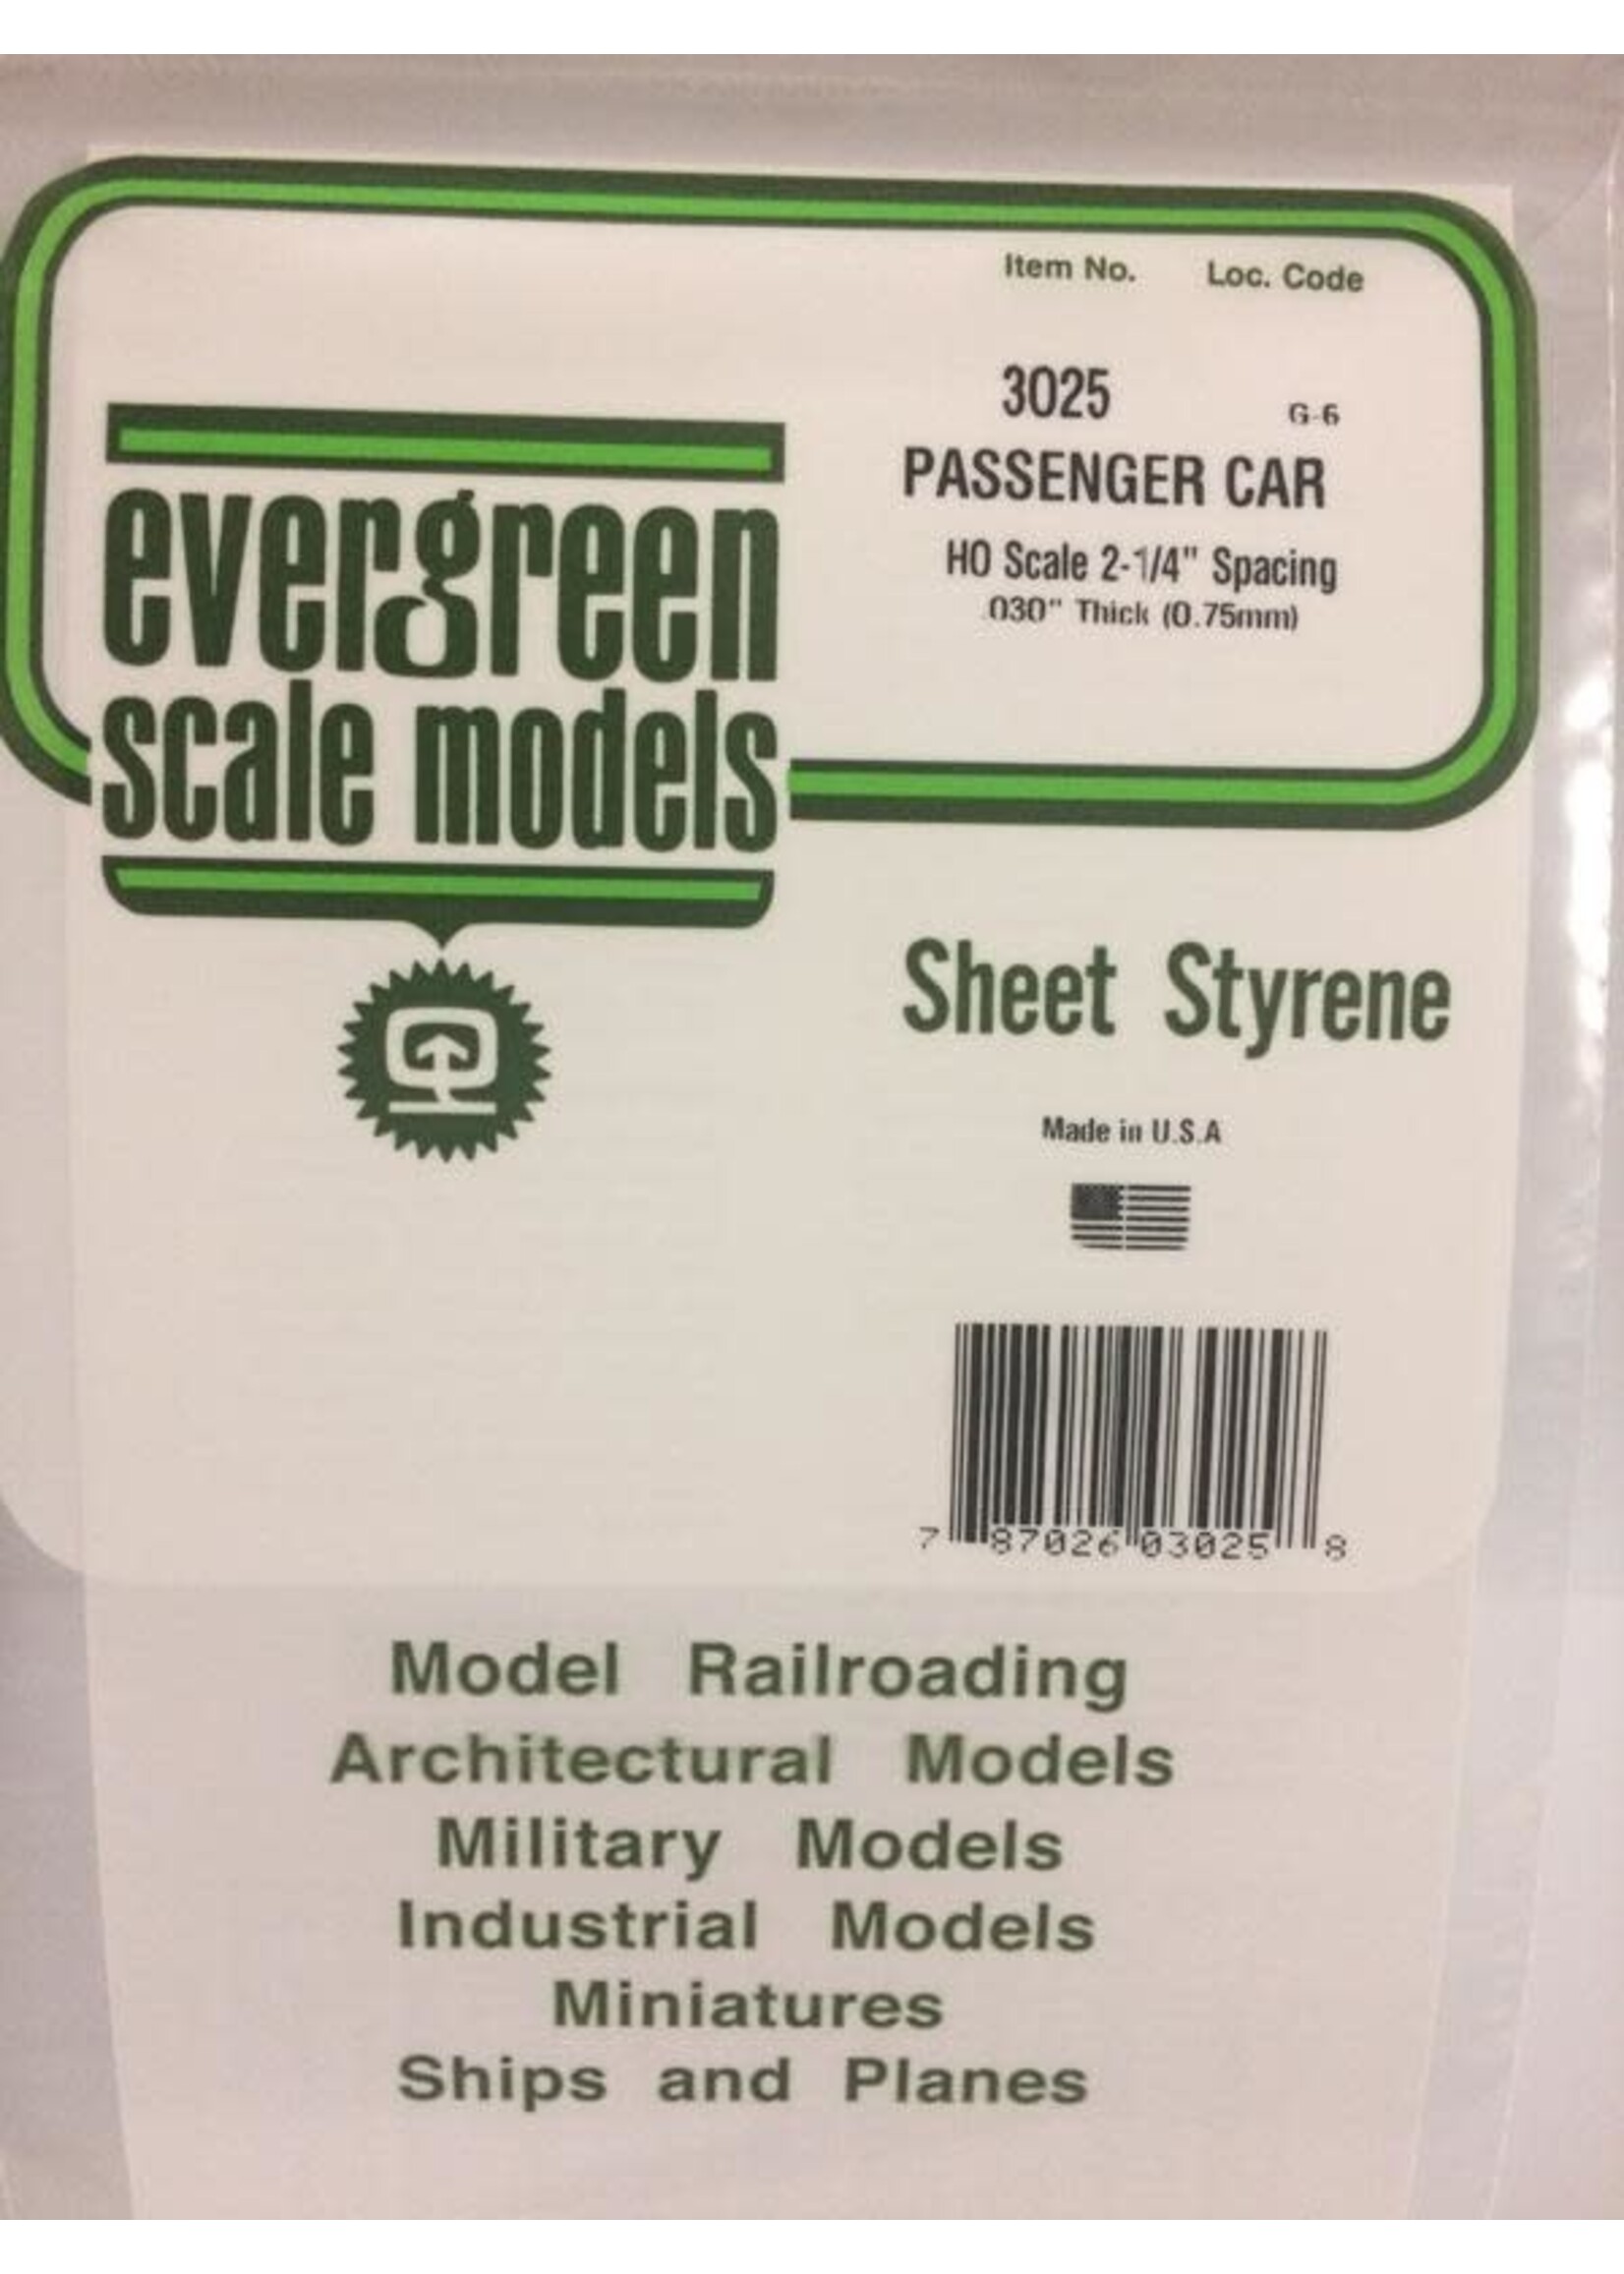 Item No. Loc. Code
3025 G-6
PASSENGER CAR
HO Scale 2-1/4" Spacing
.030" Thick (0.75mm)
evergreen
scale models
Sheet Styrene
Made in U.S.A
7 87026 03025 8
Model Railroading
Architectural Models
Military Models
Industrial Models
Miniatures
Ships and Planes